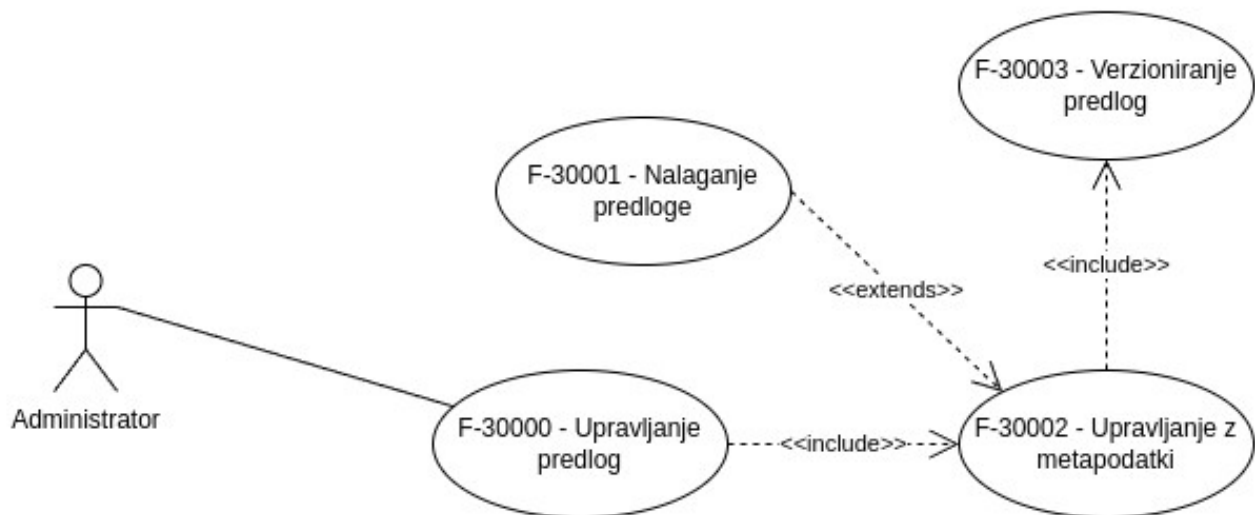 F-30003 - Verzioniranje
predlog
F-30001 - Nalaganje
predloge
<<include>>
<<extends>>
Administrator
F-30000 - Upravljanje
predlog
<<include>>
F-30002 - Upravljanje z
metapodatki